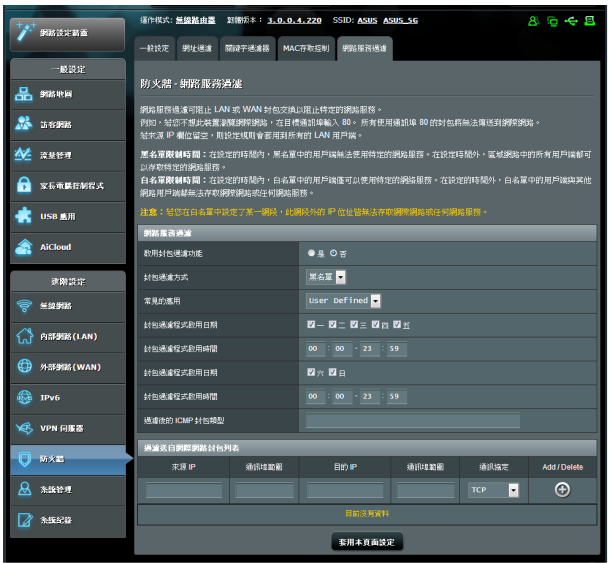 網路設定精靈
操作模式: 無線路由器 韌體版本: 3.0.0.4.220 SSID: ASUS ASUS_5G
一般設定 網址過濾 關鍵字過濾器 MAC存取控制 網路服務過濾
一般設定
網路地圖
訪客網路
流量管理
家長電腦控制程式
USB 應用
AiCloud
進階設定
無線網路
內部網路(LAN)
外部網路(WAN)
IPv6
VPN 伺服器
防火牆
系統管理
系統紀錄
防火牆 - 網路服務過濾
網路服務過濾可阻止 LAN 或 WAN 封包交換以阻止特定的網路服務。
例如，若您不想此裝置瀏覽網際網路，在目標通訊埠輸入 80。所有使用通訊埠 80 的封包將無法傳送到網際網路。
若來源 IP 欄位留空，則設定規則會套用到所有的 LAN 用戶端。
黑名單限制時間：在設定的時間內，黑名單中的用戶端無法使用特定的網路服務。在設定時間外，區域網路中的所有用戶端都可
以存取特定的網路服務。
白名單限制時間：在設定的時間內，白名單中的用戶端僅可以使用特定的網路服務。在設定的時間外，白名單中的用戶端與其他
網路用戶端都無法存取網際網路或任何網路服務。
注意：若您在白名單中設定了某一網段，此網段外的 IP 位址皆無法存取網際網路或任何網路服務。
網路服務過濾
啟用封包過濾功能 是 否
封包過濾方式 黑名單
常見的應用 User Defined
封包過濾程式啟用日期 一 二 三 四 五
封包過濾程式啟用時間 00 : 00 - 23 : 59
封包過濾程式啟用日期 六 日
封包過濾程式啟用時間 00 : 00 - 23 : 59
過濾後的 ICMP 封包類型
過濾送自網際網路封包列表
來源 IP 通訊埠範圍 目的 IP 通訊埠範圍 通訊協定 Add / Delete
TCP
目前沒有資料
套用本頁面設定